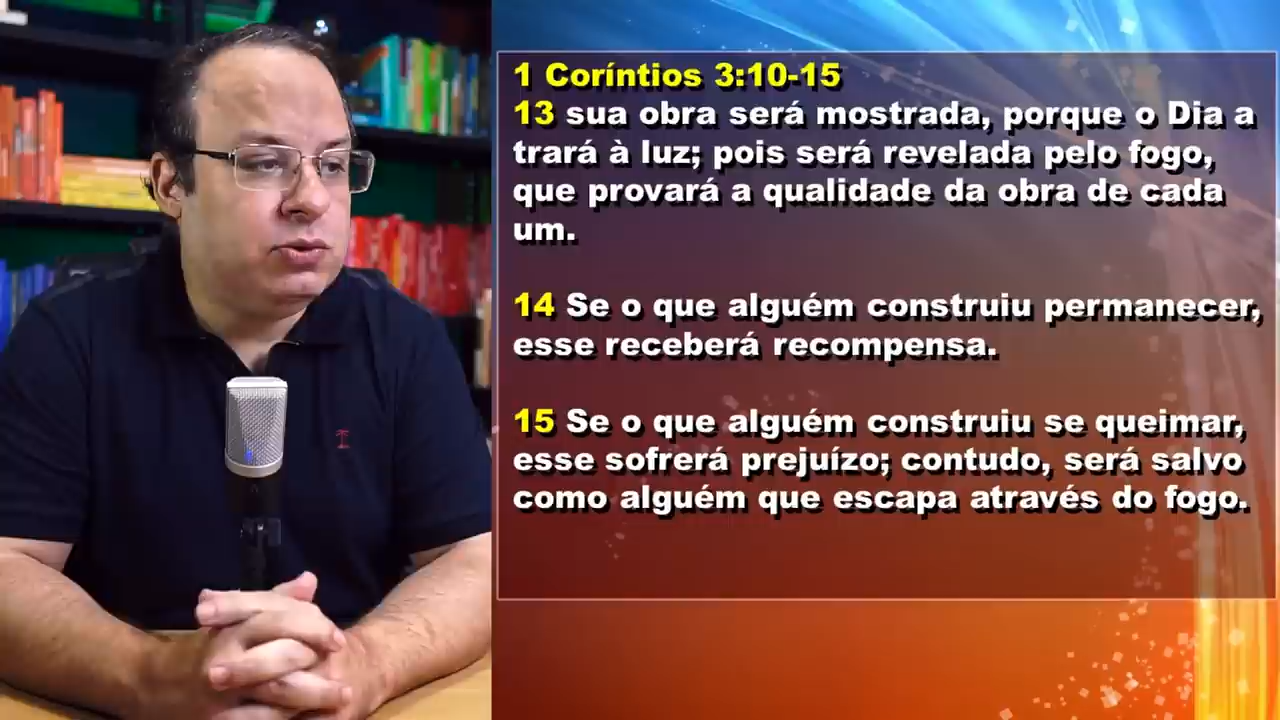 1 Coríntios 3:10-15
13 sua obra será mostrada, porque o Dia a
trará à luz; pois será revelada pelo fogo,
que provará a qualidade da obra de cada
um.
14 Se o que alguém construiu permanecer,
esse receberá recompensa.
15 Se o que alguém construiu se queimar,
esse sofrerá prejuízo; contudo, será salvo
como alguém que escapa através do fogo.